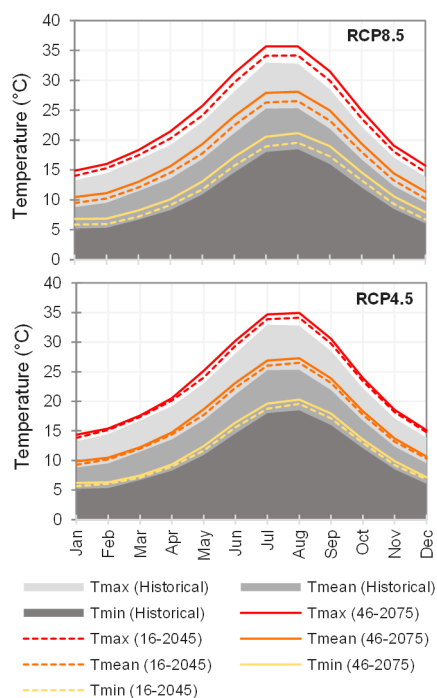 RCP8.5
Temperature (°C)
40
35
30
25
20
15
10
5
0
RCP4.5
Temperature (°C)
40
35
30
25
20
15
10
5
0
Jan
Feb
Mar
Apr
May
Jun
Jul
Aug
Sep
Oct
Nov
Dec
Tmax (Historical) Tmean (Historical)
Tmin (Historical) Tmax (46-2075)
Tmax (16-2045) Tmean (46-2075)
Tmean (16-2045) Tmin (46-2075)
Tmin (16-2045)